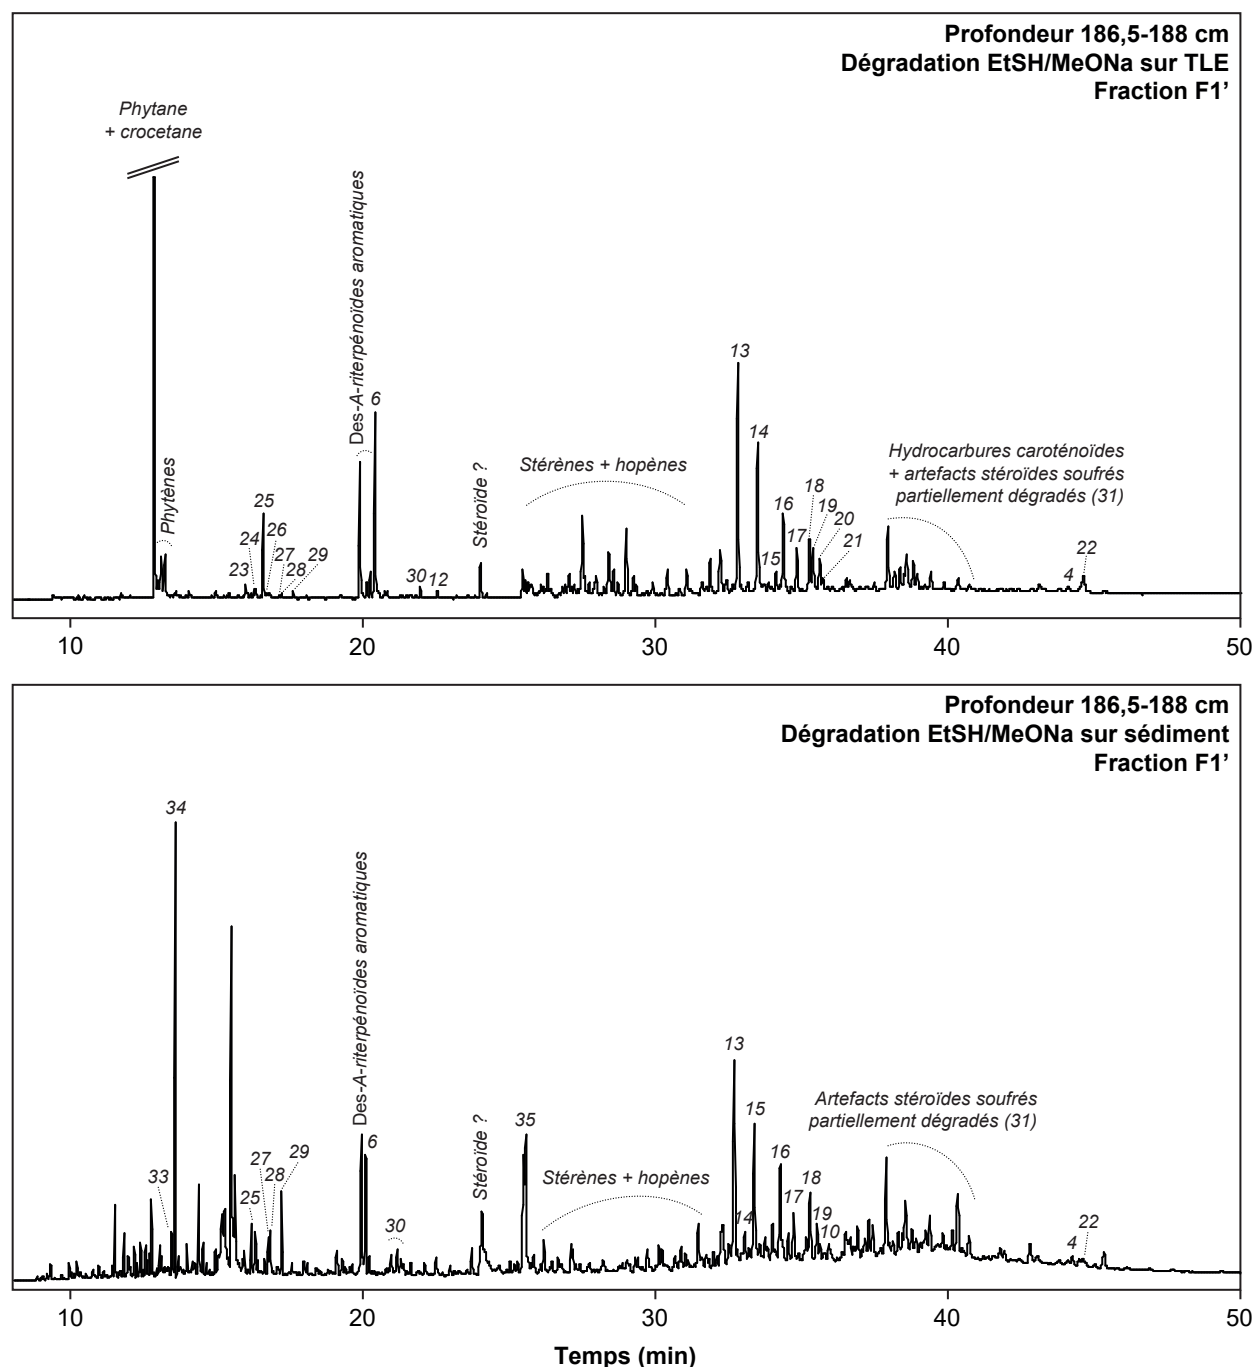 Profondeur 186,5-188 cm
Dégradation EtSH/MeONa sur TLE
Fraction F1’
Phytane
+ crocetane
Phytènes
Des-A-riterpénoïdes aromatiques
6
23
24
25
26
27
28
29
30
12
Stéroïde ?
Stérènes + hopènes
13
14
15
16
17
18
19
20
21
Hydrocarbures caroténoïdes
+ artefacts stéroïdes soufrés
partiellement dégradés (31)
4
22
10
20
30
40
50
Profondeur 186,5-188 cm
Dégradation EtSH/MeONa sur sédiment
Fraction F1’
33
34
25
27
28
29
Des-A-riterpénoïdes aromatiques
6
30
Stéroïde ?
35
Stérènes + hopènes
13
14
15
16
17
18
19
10
Artefacts stéroïdes soufrés
partiellement dégradés (31)
4
22
10
20
30
40
50
Temps (min)